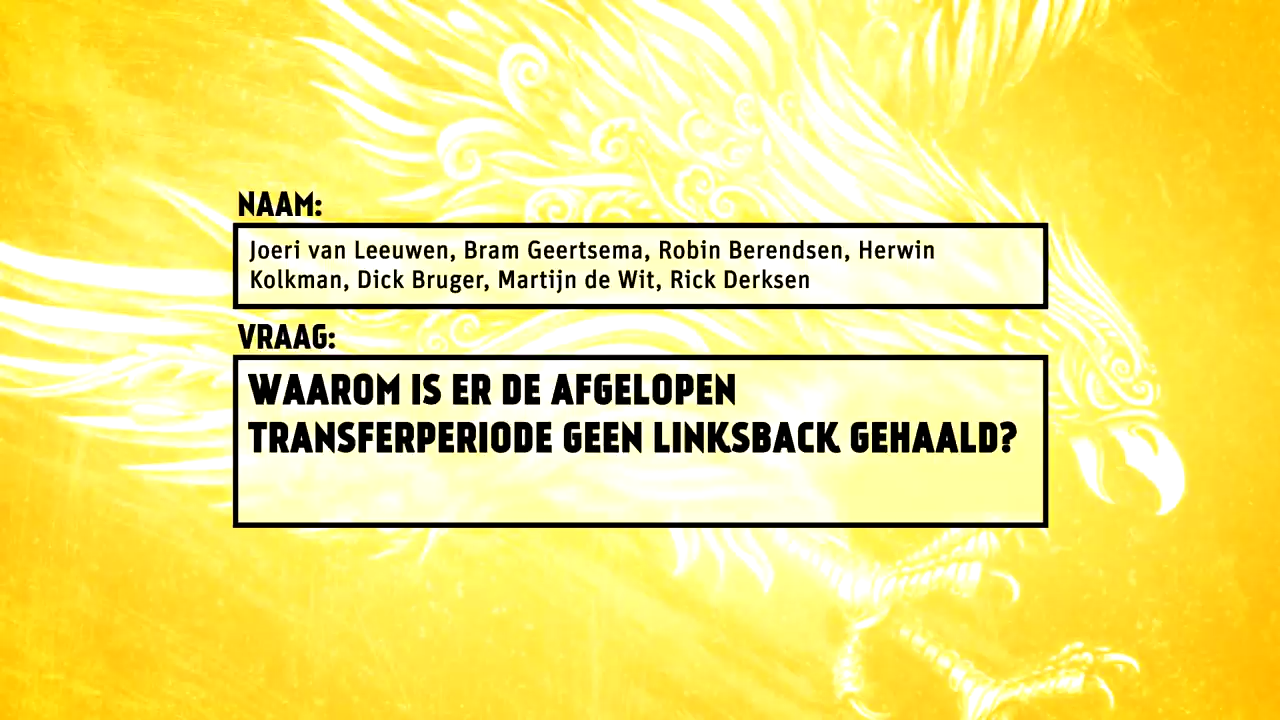 NAAM:
Joeri van Leeuwen, Bram Geertsema, Robin Berendsen, Herwin
Kolkman, Dick Bruger, Martijn de Wit, Rick Derksen
VRAAG:
WAAROM IS ER DE AFGELOPEN
TRANSFERPERIODE GEEN LINKSBACK GEHAALD?